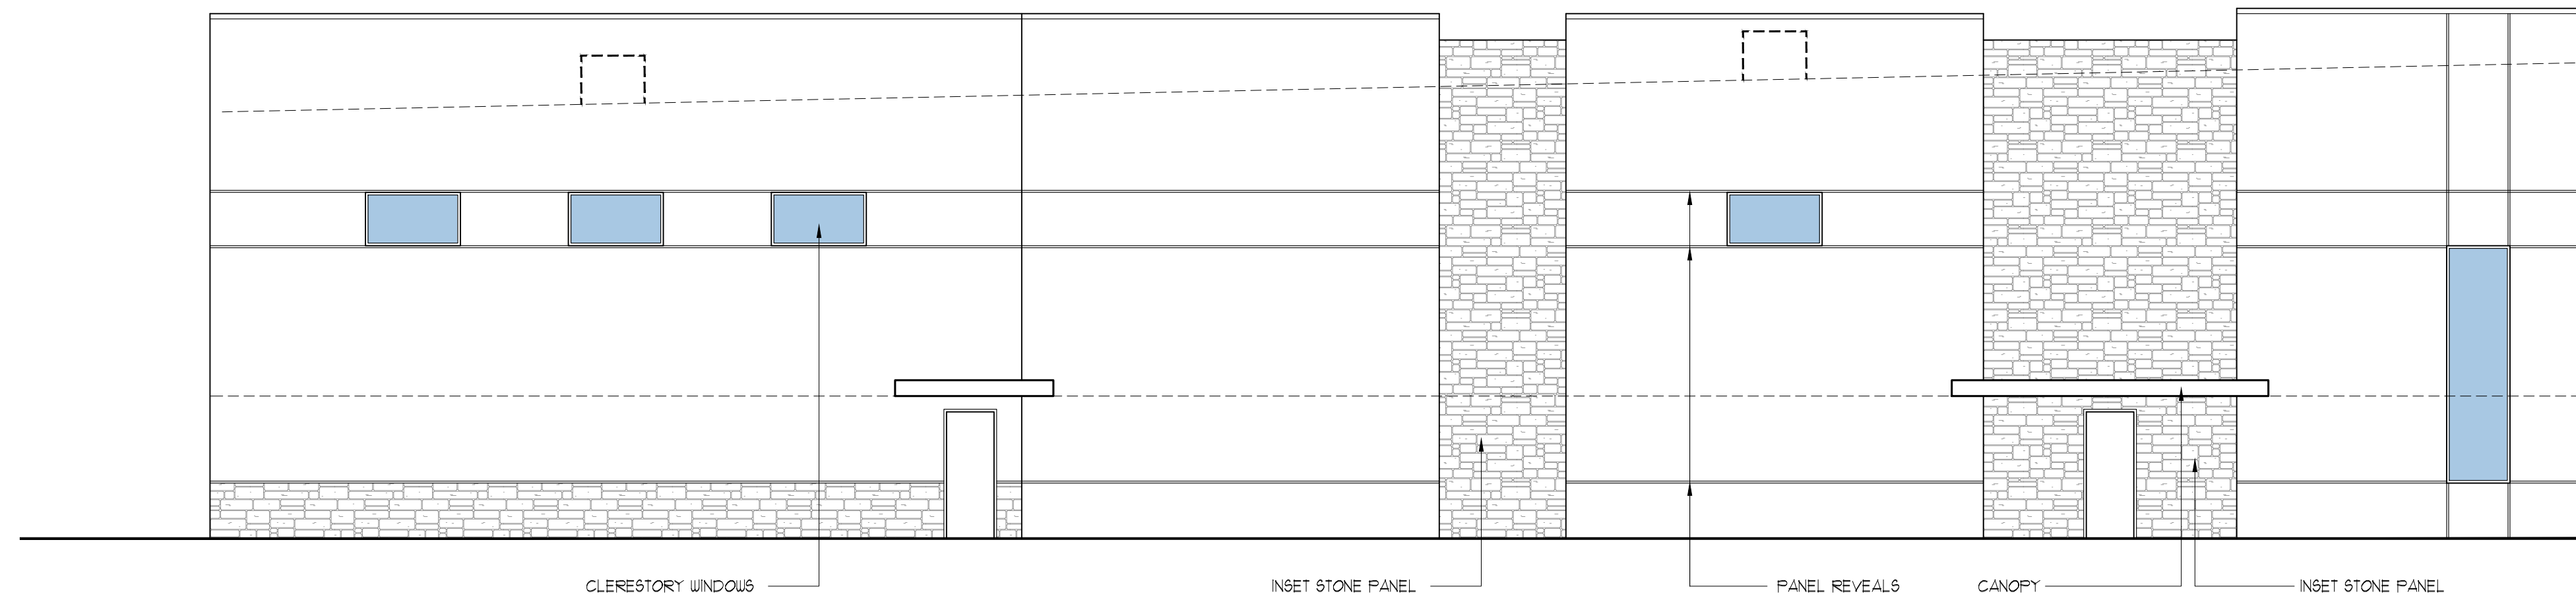 CLERESTORY WINDOWS
INSET STONE PANEL
PANEL REVEALS
CANOPY
INSET STONE PANEL